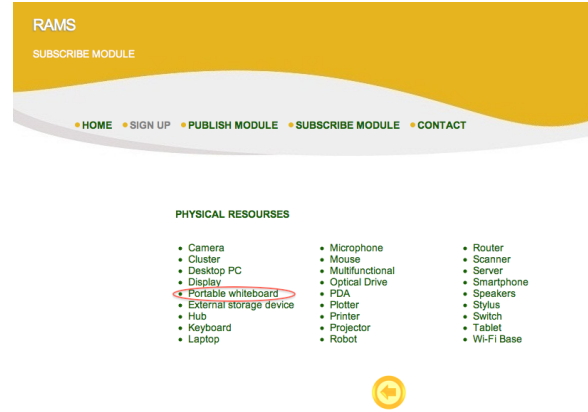 RAMS
SUBSCRIBE MODULE
HOME SIGN UP PUBLISH MODULE SUBSCRIBE MODULE CONTACT
PHYSICAL RESOURSES
Camera
Cluster
Desktop PC
Display
Portable whiteboard
External storage device
Hub
Keyboard
Laptop
Microphone
Mouse
Multifunctional
Optical Drive
PDA
Plotter
Printer
Projector
Robot
Router
Scanner
Server
Smartphone
Speakers
Stylus
Switch
Tablet
Wi-Fi Base